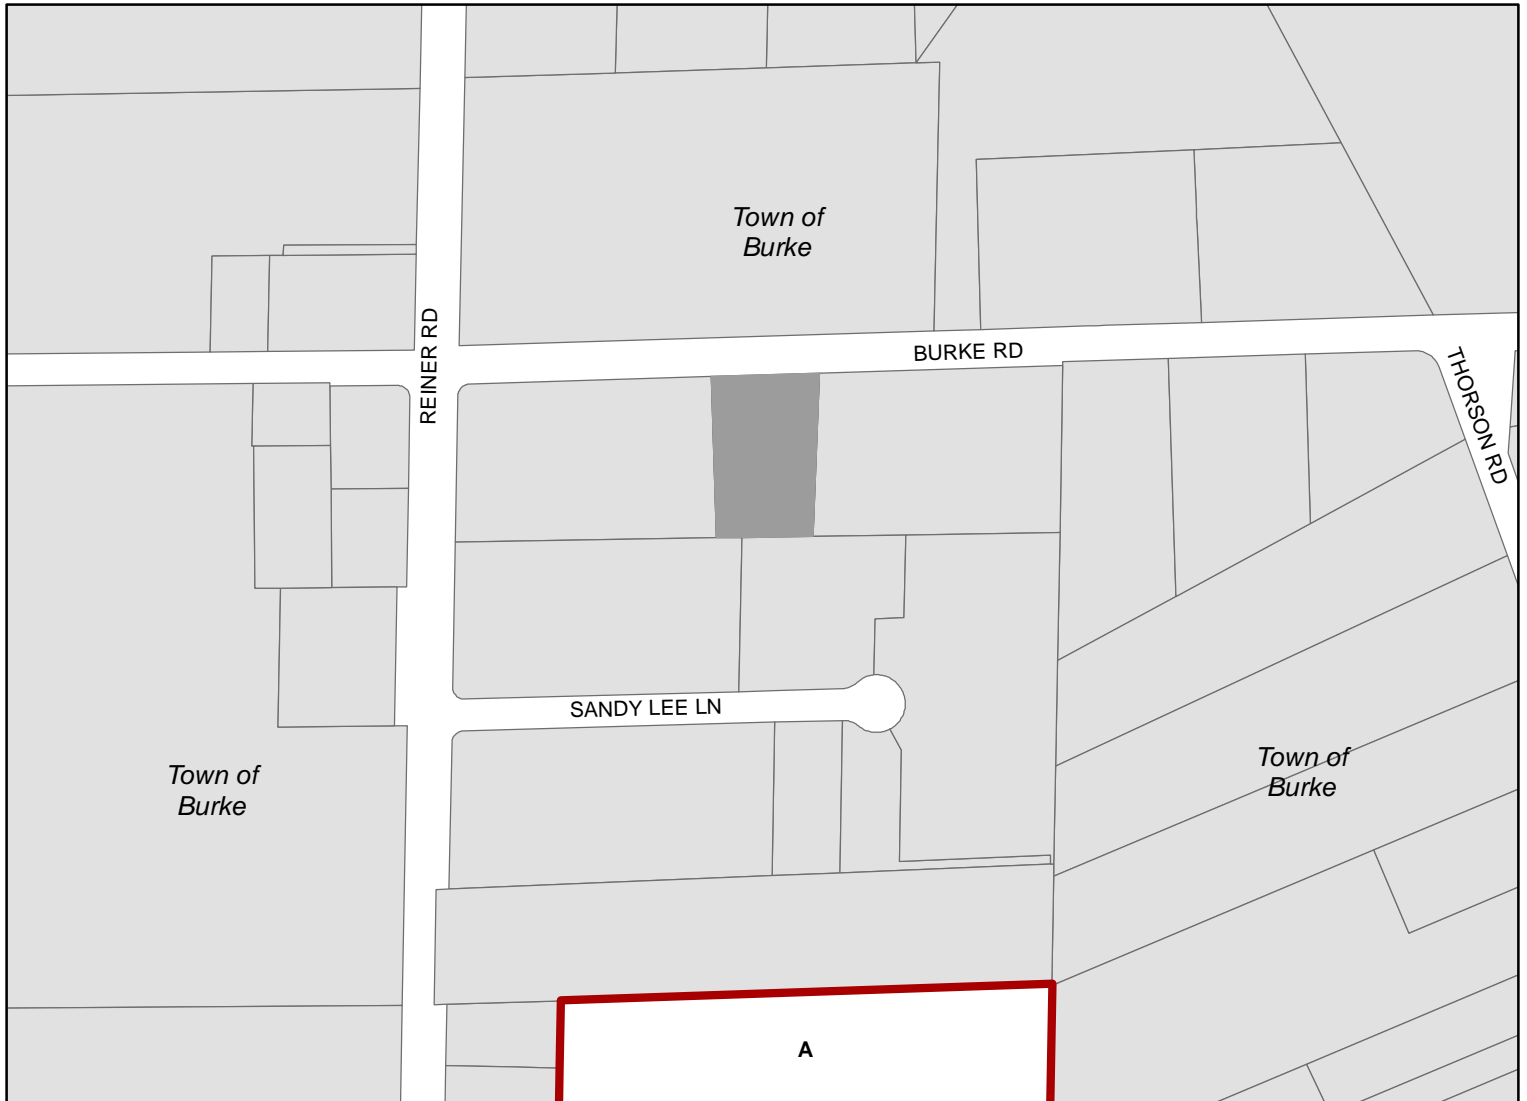 Town of
Burke
REINER RD
BURKE RD
THORSON RD
SANDY LEE LN
Town of
Burke
Town of
Burke
A